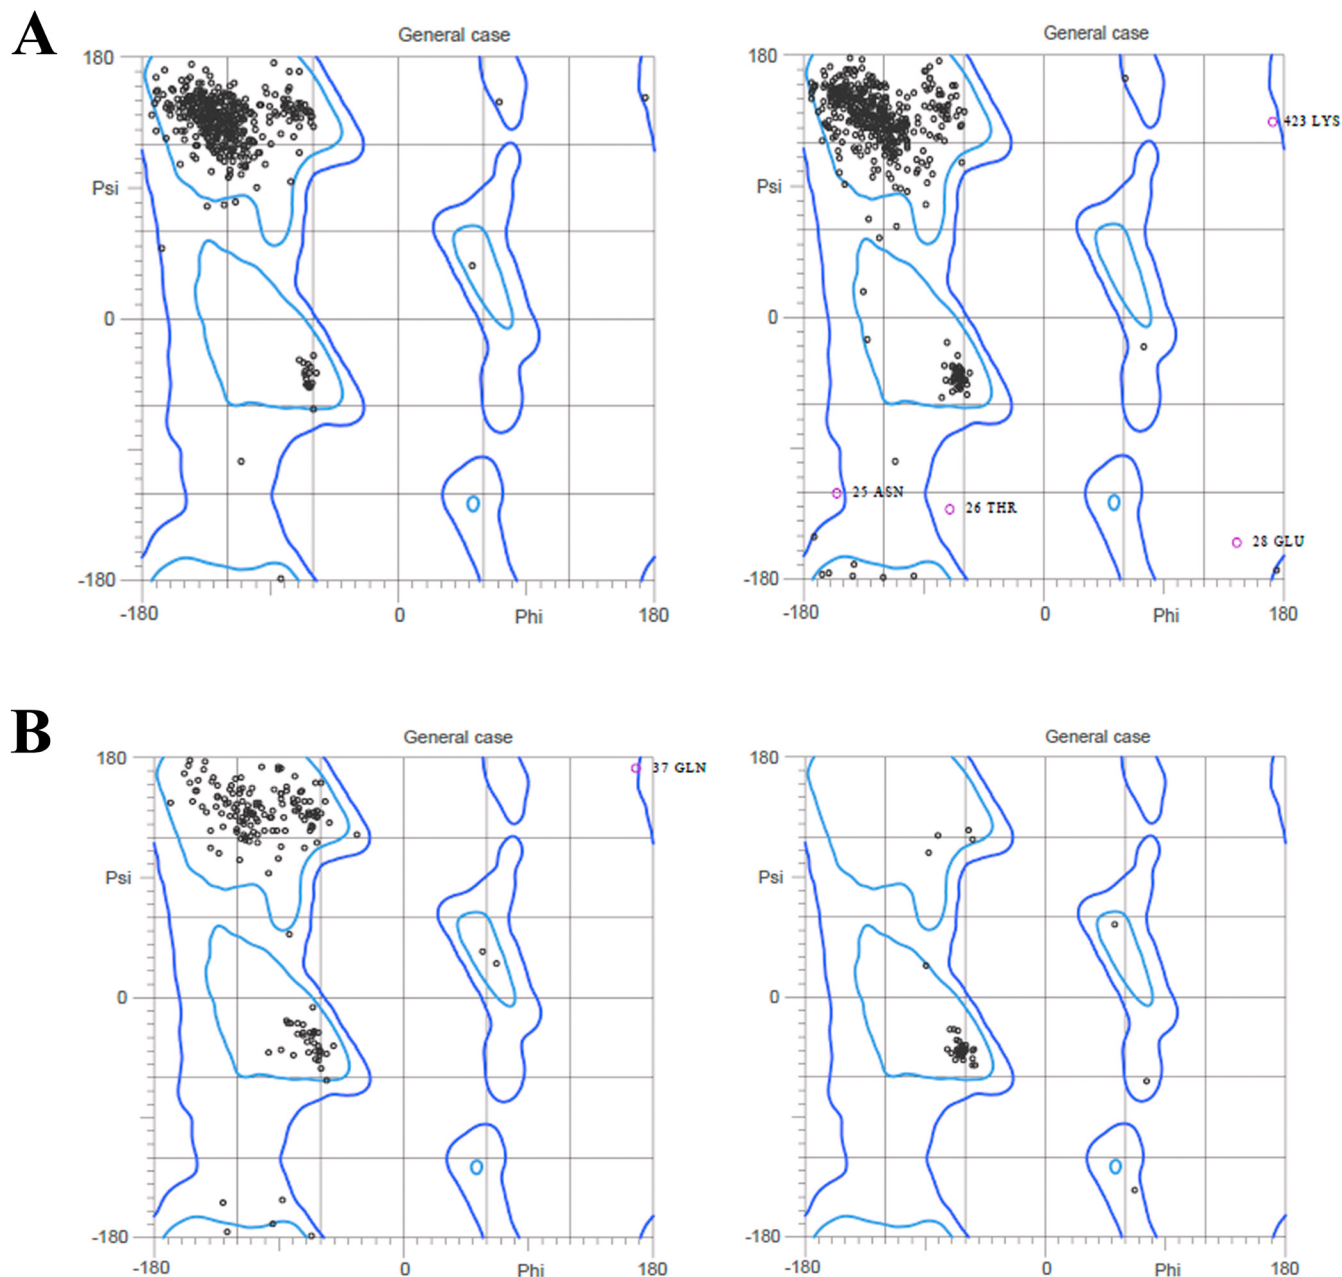 A
General case
180
Psi
0
-180
-180
0
Phi
180
General case
180
423 LYS
Psi
0
25 ASN
26 THR
28 GLU
-180
-180
0
Phi
180
B
General case
180
37 GLN
Psi
0
-180
-180
0
Phi
180
General case
180
Psi
0
-180
-180
0
Phi
180